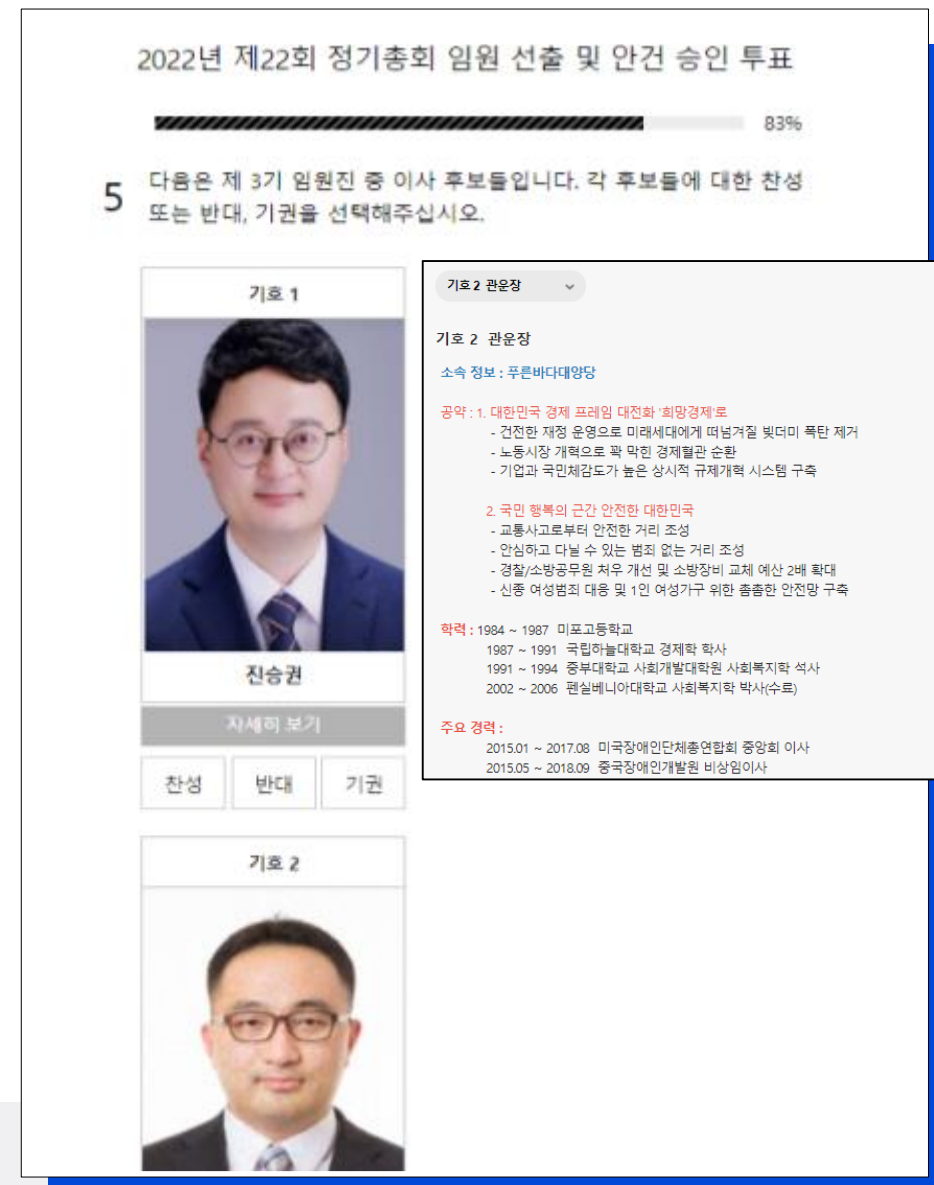 2022년 제22회 정기총회 임원 선출 및 안건 승인 투표
83%
5 다음은 제 3기 임원진 중 이사 후보들입니다. 각 후보들에 대한 찬성
또는 반대, 기권을 선택해주십시오.
기호 1
진승권
자세히 보기
찬성 반대 기권
기호 2
기호 2 관운장
기호 2 관운장
소속 정보 : 푸른바다대양당
공약 : 1. 대한민국 경제 프레임 대전화 '희망경제'로
- 건전한 재정 운영으로 미래세대에게 떠넘겨질 빚더미 폭탄 제거
- 노동시장 개혁으로 꽉 막힌 경제혈관 순환
- 기업과 국민체감도가 높은 상시적 규제개혁 시스템 구축
2. 국민 행복의 근간 안전한 대한민국
- 교통사고로부터 안전한 거리 조성
- 안심하고 다닐 수 있는 범죄 없는 거리 조성
- 경찰/소방공무원 처우 개선 및 소방장비 교체 예산 2배 확대
- 신종 여성범죄 대응 및 1인 여성가구 위한 촘촘한 안전망 구축
학력 : 1984 ~ 1987 미포고등학교
1987 ~ 1991 국립하늘대학교 경제학 학사
1991 ~ 1994 중부대학교 사회개발대학원 사회복지학 석사
2002 ~ 2006 펜실베니아대학교 사회복지학 박사(수료)
주요 경력 :
2015.01 ~ 2017.08 미국장애인단체총연합회 중앙회 이사
2015.05 ~ 2018.09 중국장애인개발원 비상임이사